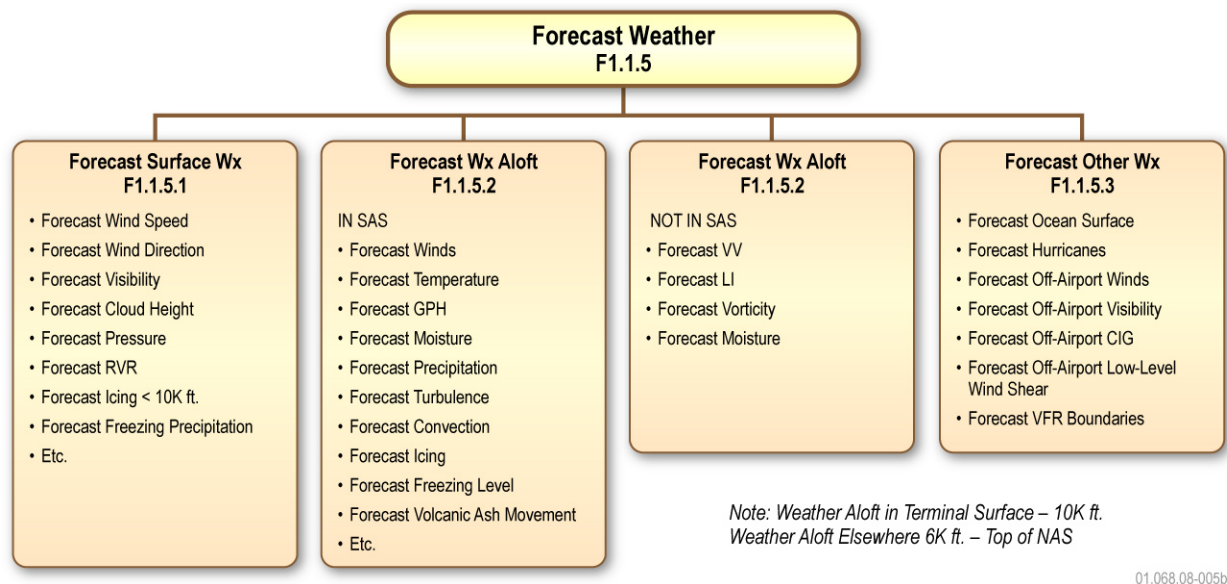 Forecast Weather
F1.1.5
Forecast Surface Wx
F1.1.5.1
• Forecast Wind Speed
• Forecast Wind Direction
• Forecast Visibility
• Forecast Cloud Height
• Forecast Pressure
• Forecast RVR
• Forecast Icing < 10K ft.
• Forecast Freezing Precipitation
• Etc.
Forecast Wx Aloft
F1.1.5.2
IN SAS
• Forecast Winds
• Forecast Temperature
• Forecast GPH
• Forecast Moisture
• Forecast Precipitation
• Forecast Turbulence
• Forecast Convection
• Forecast Icing
• Forecast Freezing Level
• Forecast Volcanic Ash Movement
• Etc.
Forecast Wx Aloft
F1.1.5.2
NOT IN SAS
• Forecast VV
• Forecast LI
• Forecast Vorticity
• Forecast Moisture
Forecast Other Wx
F1.1.5.3
• Forecast Ocean Surface
• Forecast Hurricanes
• Forecast Off-Airport Winds
• Forecast Off-Airport Visibility
• Forecast Off-Airport CIG
• Forecast Off-Airport Low-Level
Wind Shear
• Forecast VFR Boundaries
Note: Weather Aloft in Terminal Surface – 10K ft.
Weather Aloft Elsewhere 6K ft. – Top of NAS
01.068.08-005b